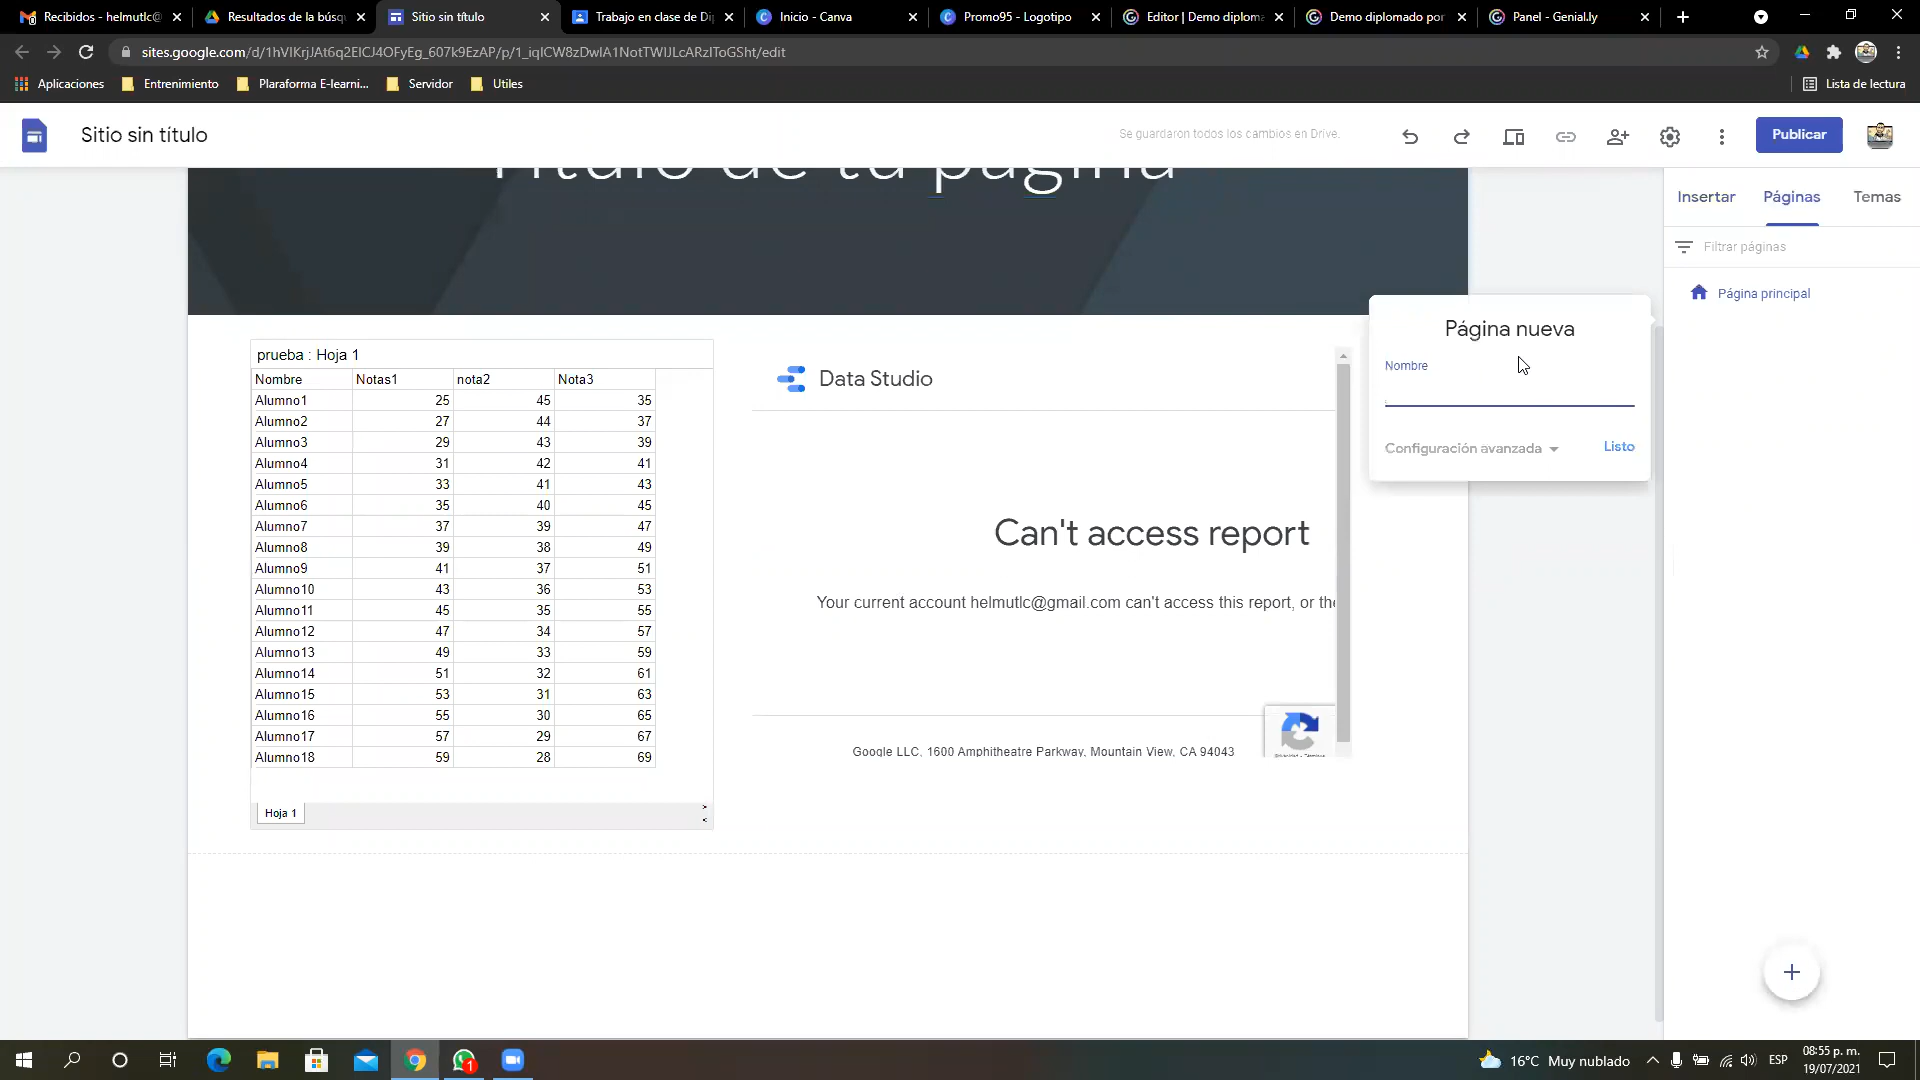 Recibidos - helmutlc@
Resultados de la búsqu
Sitio sin título
Trabajo en clase de Di
Inicio - Canva
Promo95 - Logotipo
Editor | Demo diploma
Demo diplomado por
Panel - Genial.ly
sites.google.com/d/1hVIKrjJAt6q2ElCJ4OFyEg_607k9EzAP/p/1_iqICW8zDwlA1NotTWIJLcARzIToGSht/edit
Aplicaciones
Entrenimiento
Plaraforma E-learni...
Servidor
Utiles
Lista de lectura
Sitio sin título
Se guardaron todos los cambios en Drive.
Publicar
Título de tu página
Insertar
Páginas
Temas
Filtrar páginas
Página principal
Página nueva
Nombre
Configuración avanzada
Listo
prueba : Hoja 1
Nombre Notas1 nota2 Nota3
Alumno1 25 45 35
Alumno2 27 44 37
Alumno3 29 43 39
Alumno4 31 42 41
Alumno5 33 41 43
Alumno6 35 40 45
Alumno7 37 39 47
Alumno8 39 38 49
Alumno9 41 37 51
Alumno10 43 36 53
Alumno11 45 35 55
Alumno12 47 34 57
Alumno13 49 33 59
Alumno14 51 32 61
Alumno15 53 31 63
Alumno16 55 30 65
Alumno17 57 29 67
Alumno18 59 28 69
Hoja 1
Data Studio
Can't access report
Your current account helmutlc@gmail.com can't access this report, or the
Google LLC, 1600 Amphitheatre Parkway, Mountain View, CA 94043
1
16°C Muy nublado
ESP
08:55 p. m.
19/07/2021